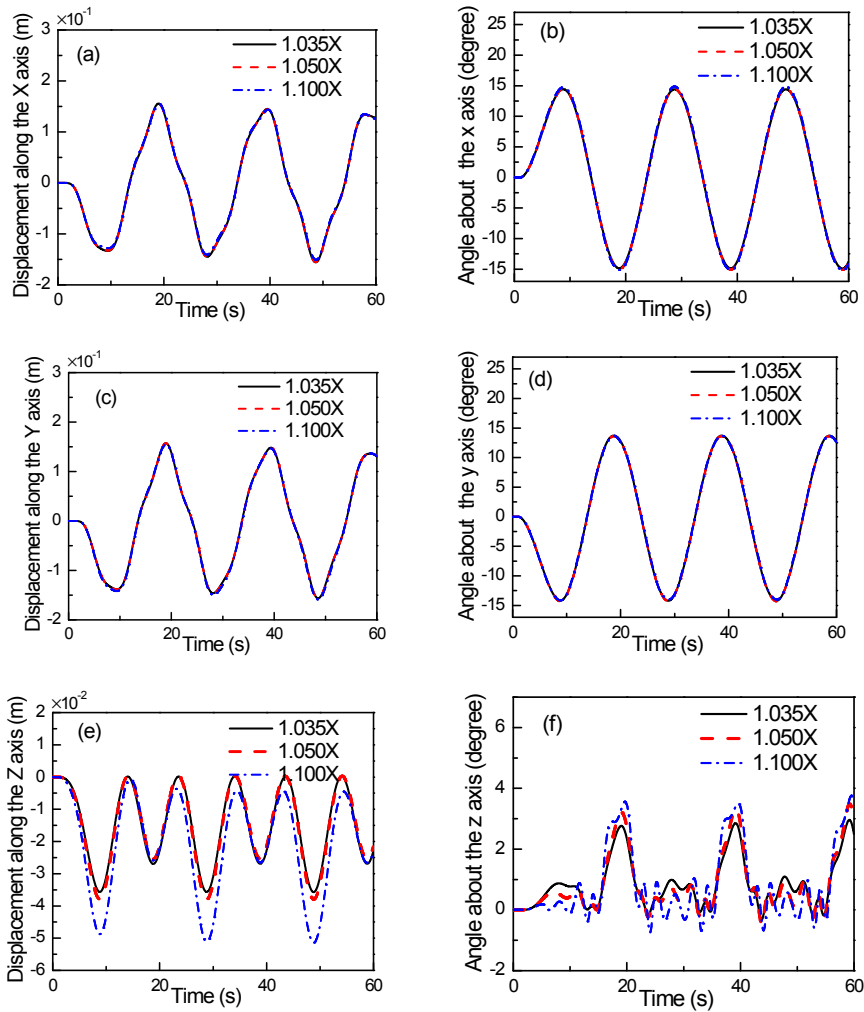 ×10⁻¹
(a)
1.035X
1.050X
1.100X
Displacement along the X axis (m)
3
2
1
0
-1
-2
0 20 40 60
Time (s)
(b)
1.035X
1.050X
1.100X
Angle about the x axis (degree)
25
20
15
10
5
0
-5
-10
-15
0 20 40 60
Time (s)
×10⁻¹
(c)
1.035X
1.050X
1.100X
Displacement along the Y axis (m)
3
2
1
0
-1
-2
0 20 40 60
Time (s)
(d)
1.035X
1.050X
1.100X
Angle about the y axis (degree)
25
20
15
10
5
0
-5
-10
-15
0 20 40 60
Time (s)
×10⁻²
(e)
1.035X
1.050X
1.100X
Displacement along the Z axis (m)
2
1
0
-1
-2
-3
-4
-5
-6
0 20 40 60
Time (s)
(f)
1.035X
1.050X
1.100X
Angle about the z axis (degree)
6
4
2
0
-2
0 20 40 60
Time (s)